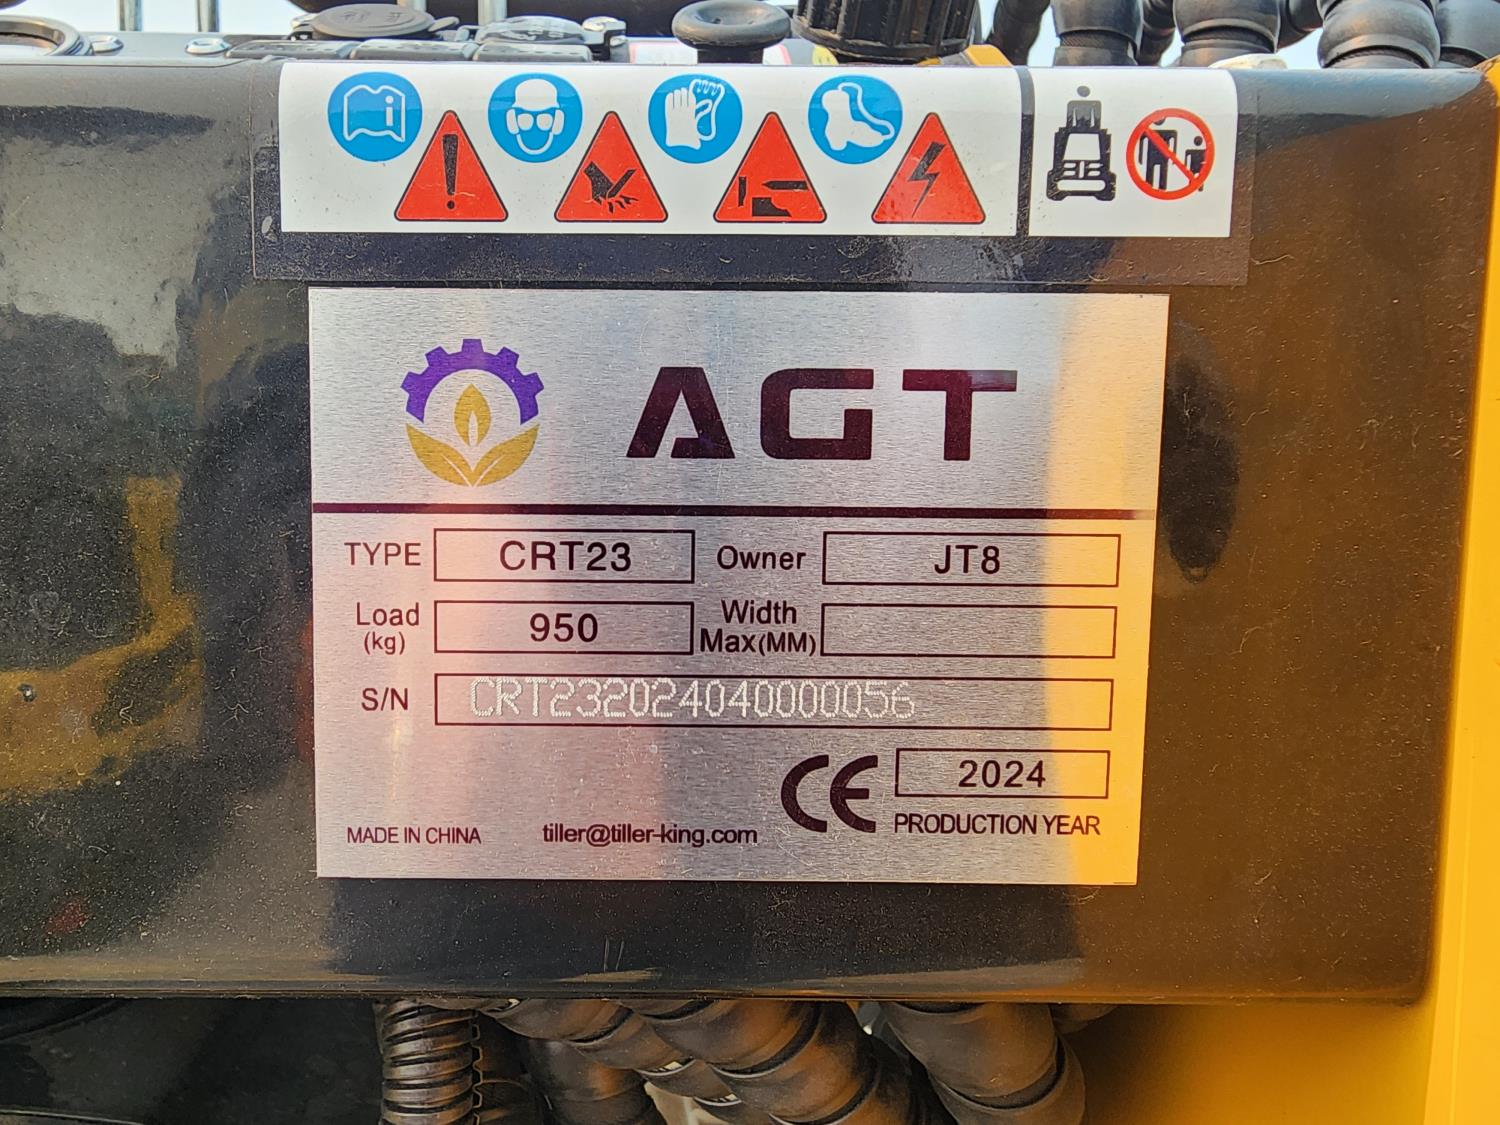 AGT
TYPE CRT23 Owner JT8
Load (kg) 950 Width Max(MM)
S/N CRT232024040000056
CE 2024
MADE IN CHINA tiller@tiller-king.com PRODUCTION YEAR